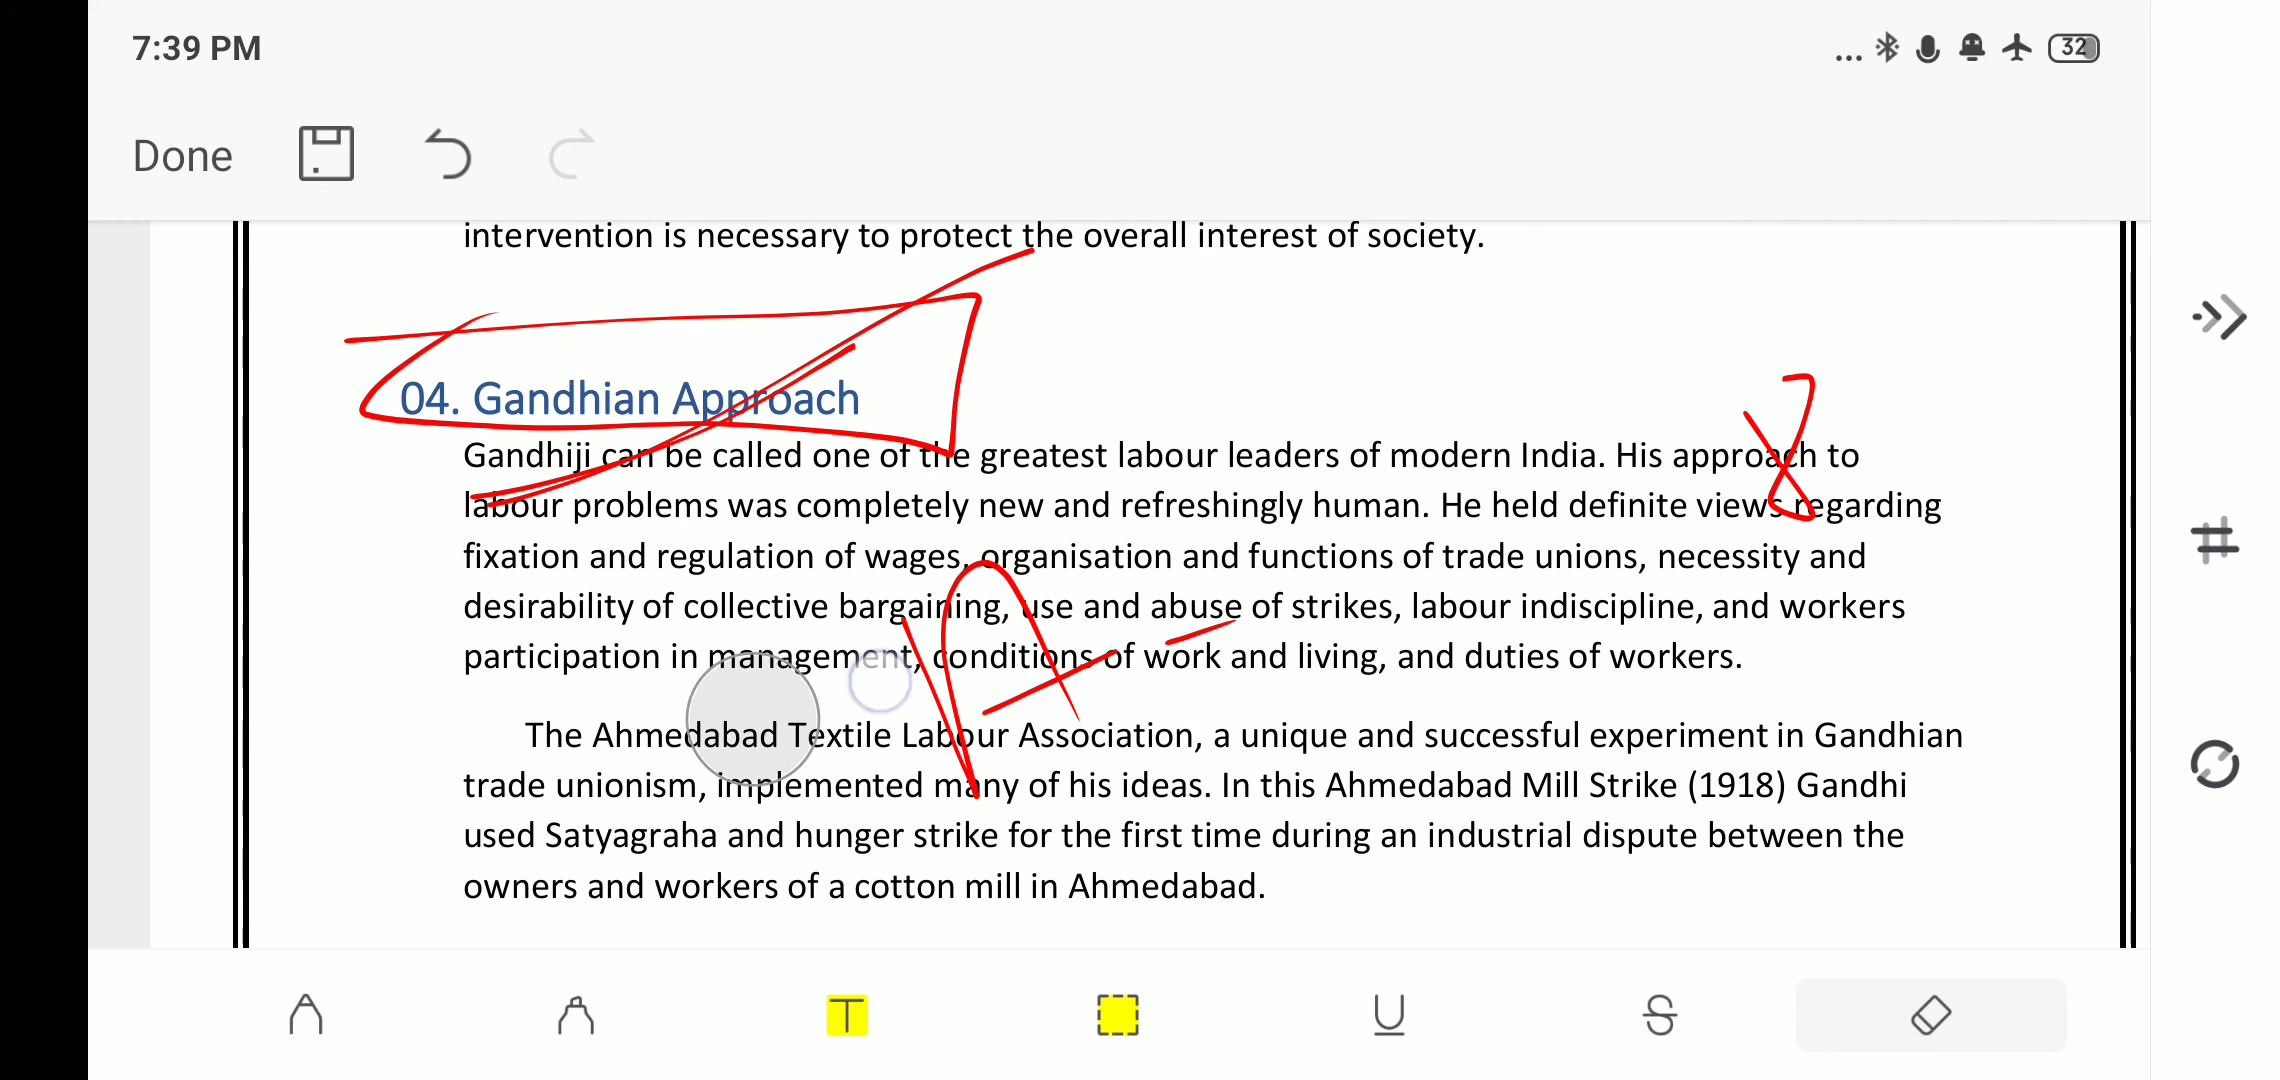 7:39 PM
... 32
Done
intervention is necessary to protect the overall interest of society.
04. Gandhian Approach
Gandhiji can be called one of the greatest labour leaders of modern India. His approach to
labour problems was completely new and refreshingly human. He held definite views regarding
fixation and regulation of wages, organisation and functions of trade unions, necessity and
desirability of collective bargaining, use and abuse of strikes, labour indiscipline, and workers
participation in management, conditions of work and living, and duties of workers.
The Ahmedabad Textile Labour Association, a unique and successful experiment in Gandhian
trade unionism, implemented many of his ideas. In this Ahmedabad Mill Strike (1918) Gandhi
used Satyagraha and hunger strike for the first time during an industrial dispute between the
owners and workers of a cotton mill in Ahmedabad.